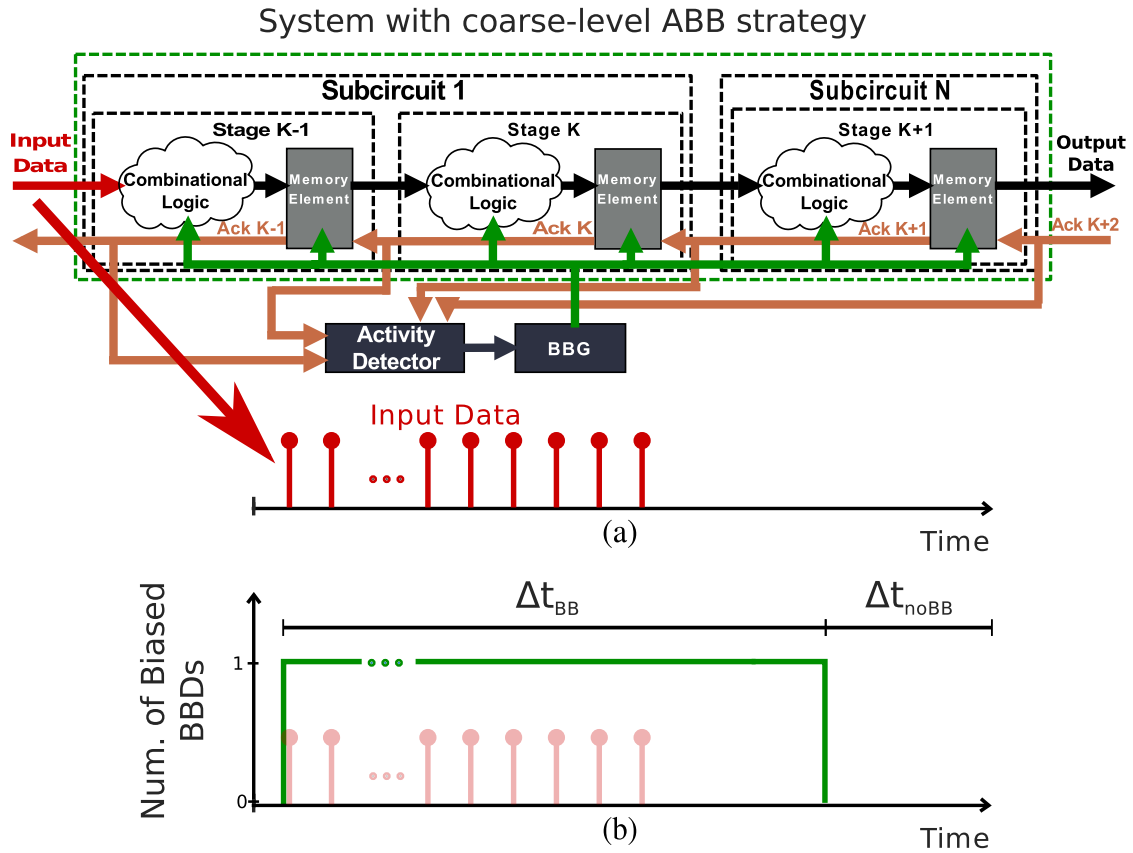 System with coarse-level ABB strategy
Subcircuit 1
Subcircuit N
Stage K-1
Stage K
Stage K+1
Input
Data
Combinational
Logic
Memory
Element
Combinational
Logic
Memory
Element
Combinational
Logic
Memory
Element
Output
Data
Ack K-1
Ack K
Ack K+1
Ack K+2
Activity
Detector
BBG
Input Data
(a)
Time
Δt_BB
Δt_noBB
Num. of Biased
BBDs
1
0
(b)
Time